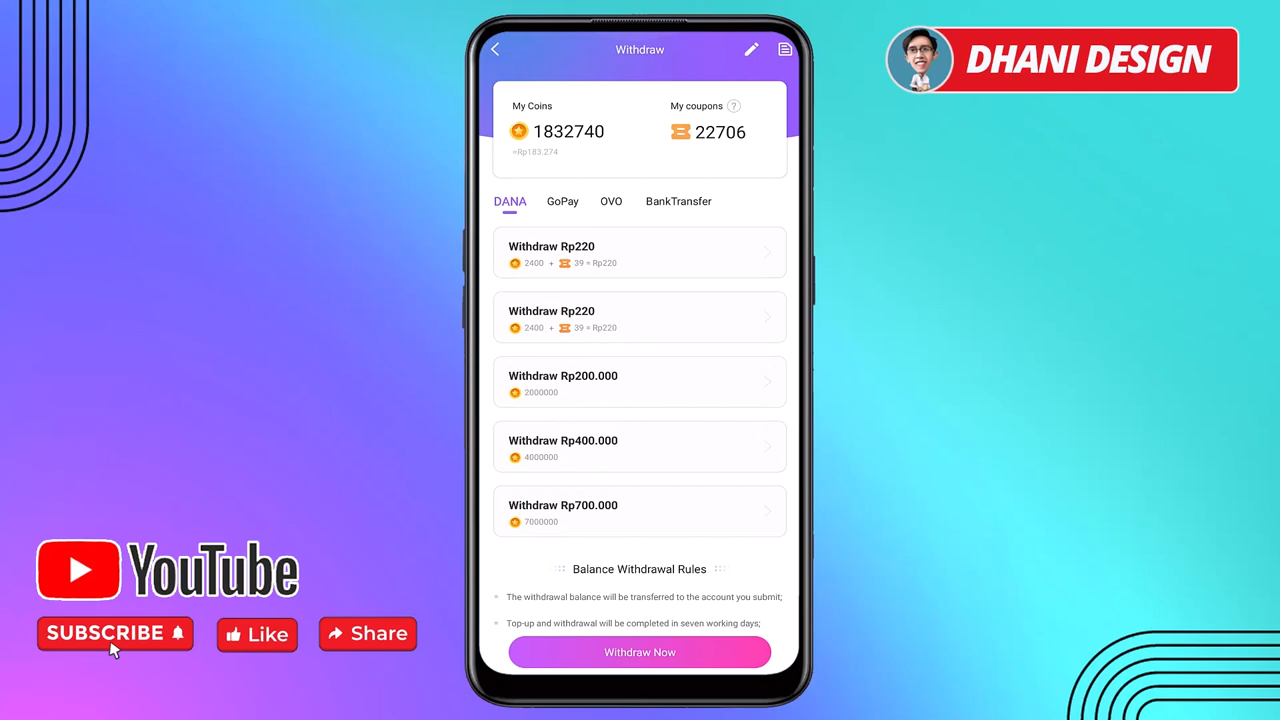 Withdraw
DHANI DESIGN
My Coins
My coupons ?
1832740
22706
≈Rp183.274
DANA
GoPay
OVO
BankTransfer
Withdraw Rp220
2400 + 39 = Rp220
Withdraw Rp220
2400 + 39 = Rp220
Withdraw Rp200.000
2000000
Withdraw Rp400.000
4000000
Withdraw Rp700.000
7000000
Balance Withdrawal Rules
The withdrawal balance will be transferred to the account you submit;
Top-up and withdrawal will be completed in seven working days;
Withdraw Now
YouTube
SUBSCRIBE
Like
Share